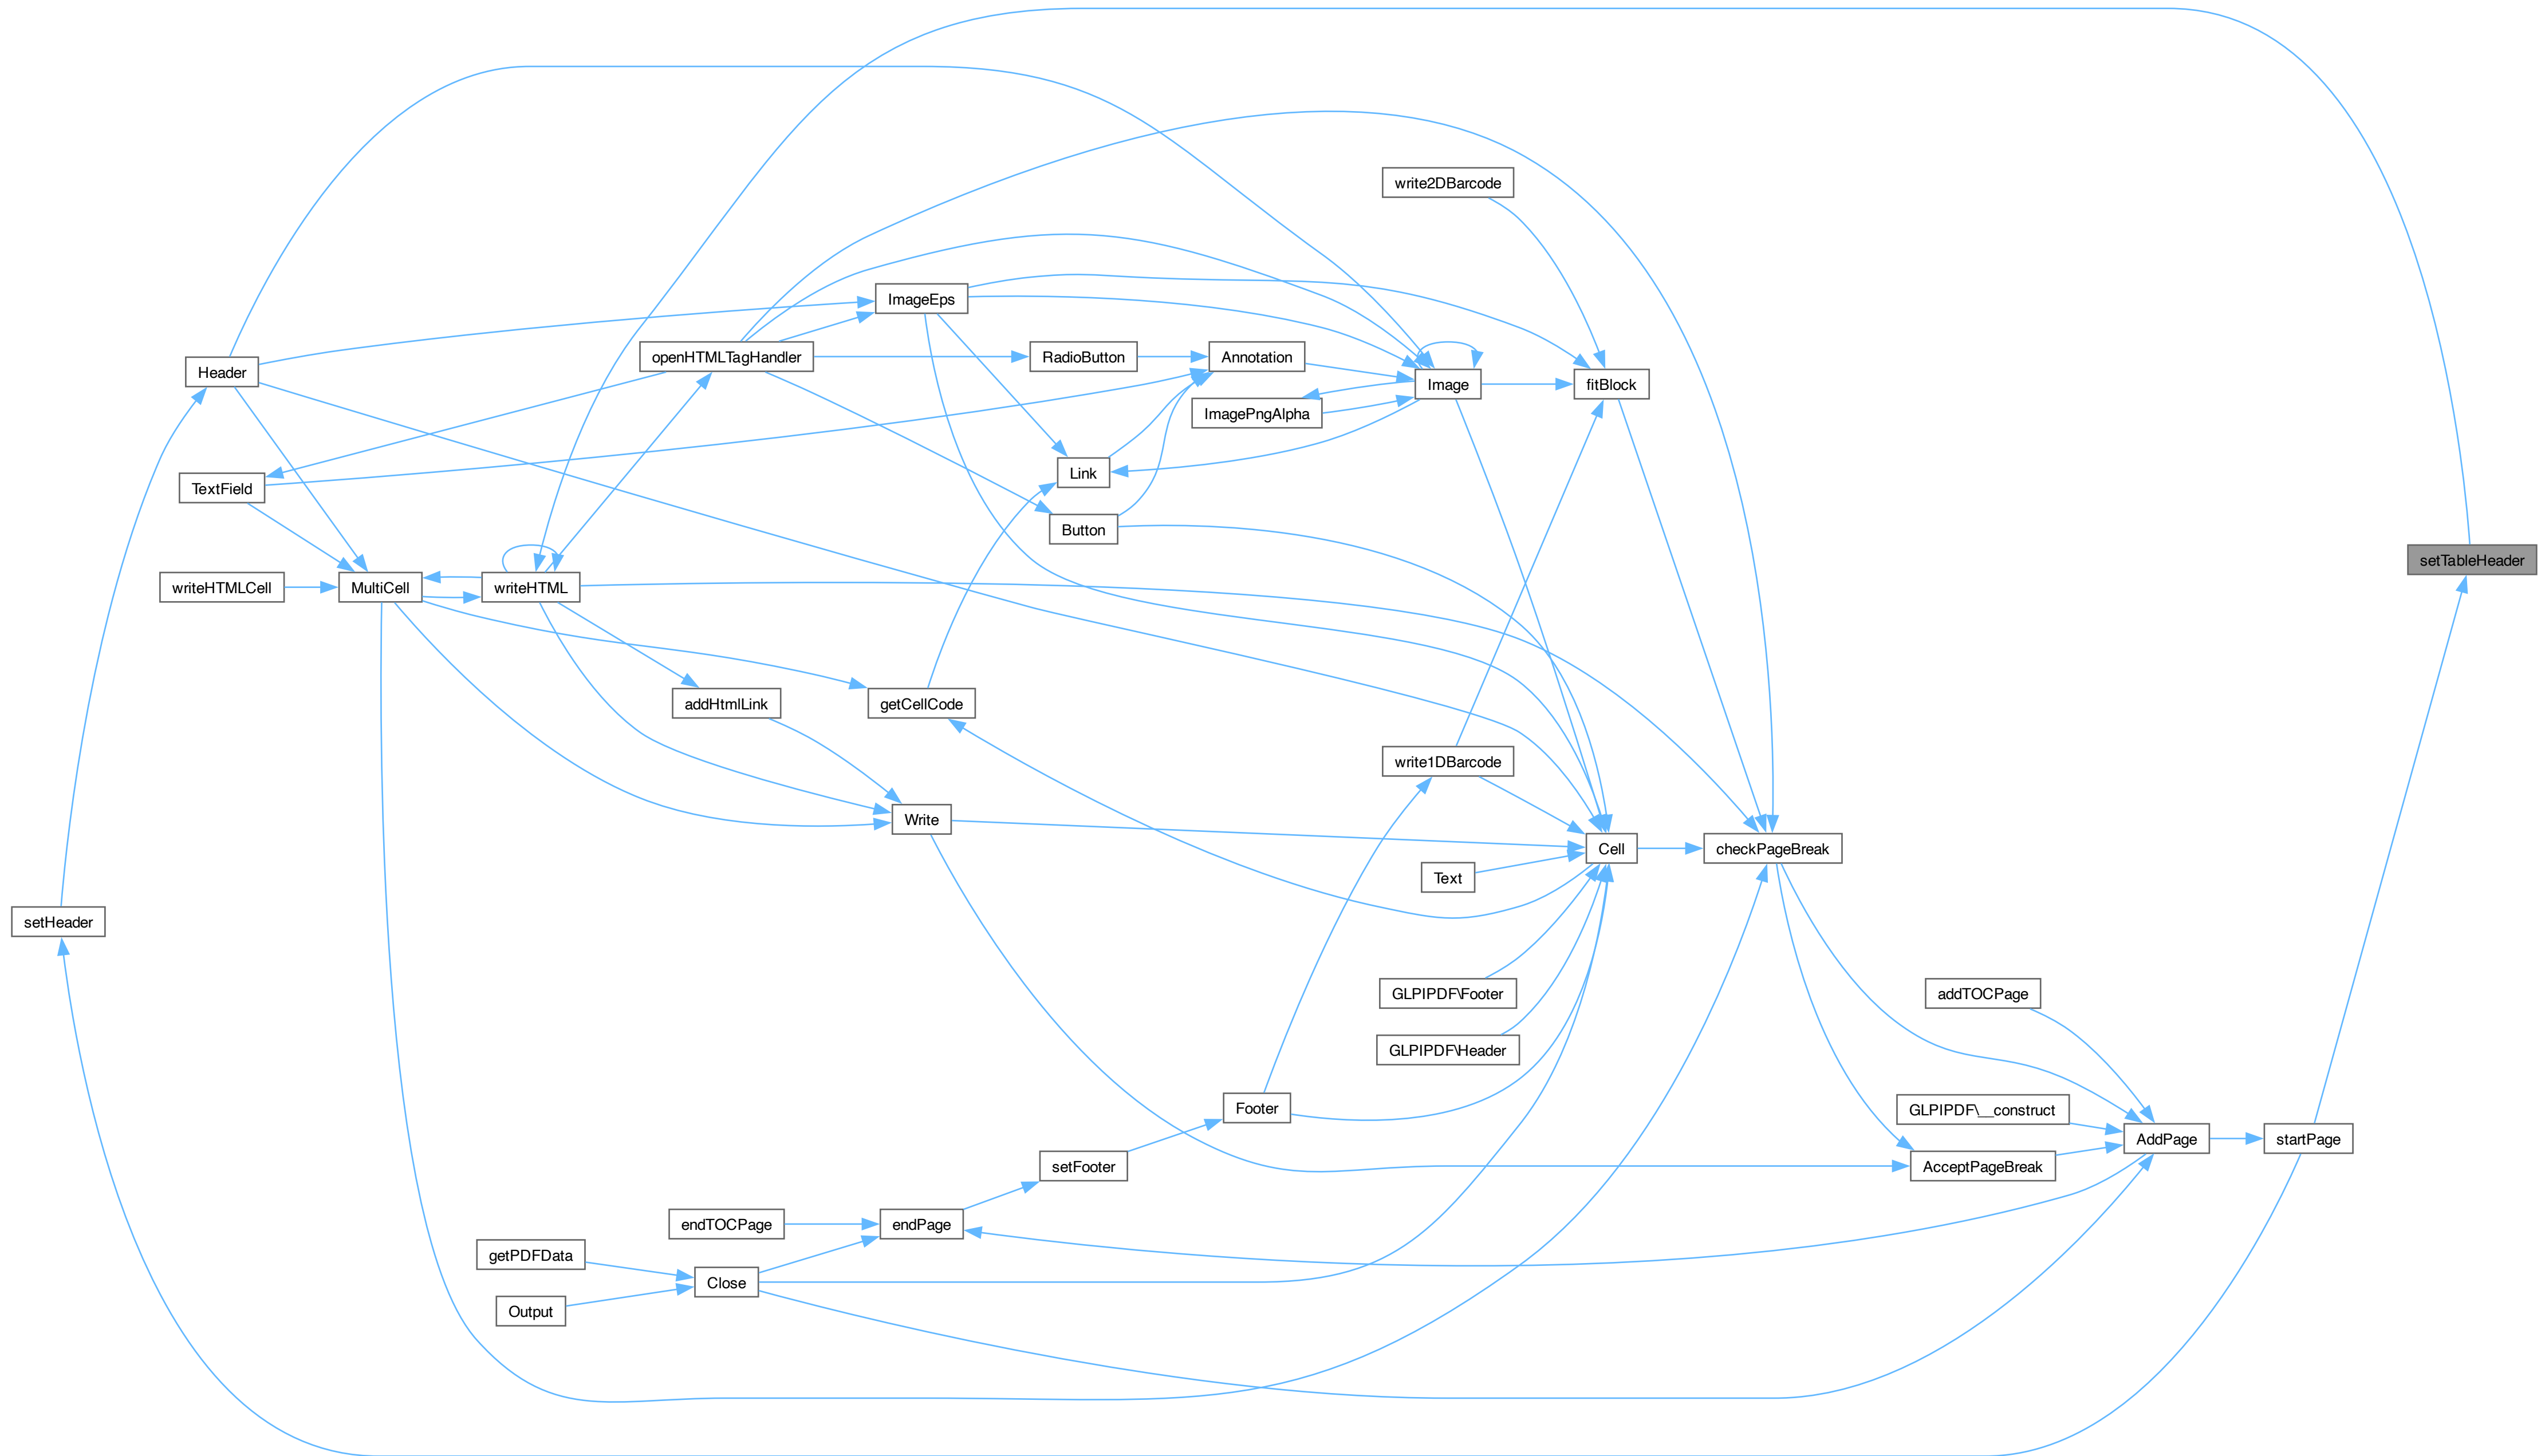 write2DBarcode
ImageEps
openHTMLTagHandler
RadioButton
Annotation
Header
Image
fitBlock
ImagePngAlpha
Link
TextField
Button
setTableHeader
writeHTMLCell
MultiCell
writeHTML
addHtmlLink
getCellCode
write1DBarcode
Write
Cell
checkPageBreak
Text
setHeader
GLPIPDF\Footer
addTOCPage
GLPIPDF\Header
Footer
GLPIPDF\__construct
AddPage
startPage
setFooter
AcceptPageBreak
endTOCPage
endPage
getPDFData
Close
Output